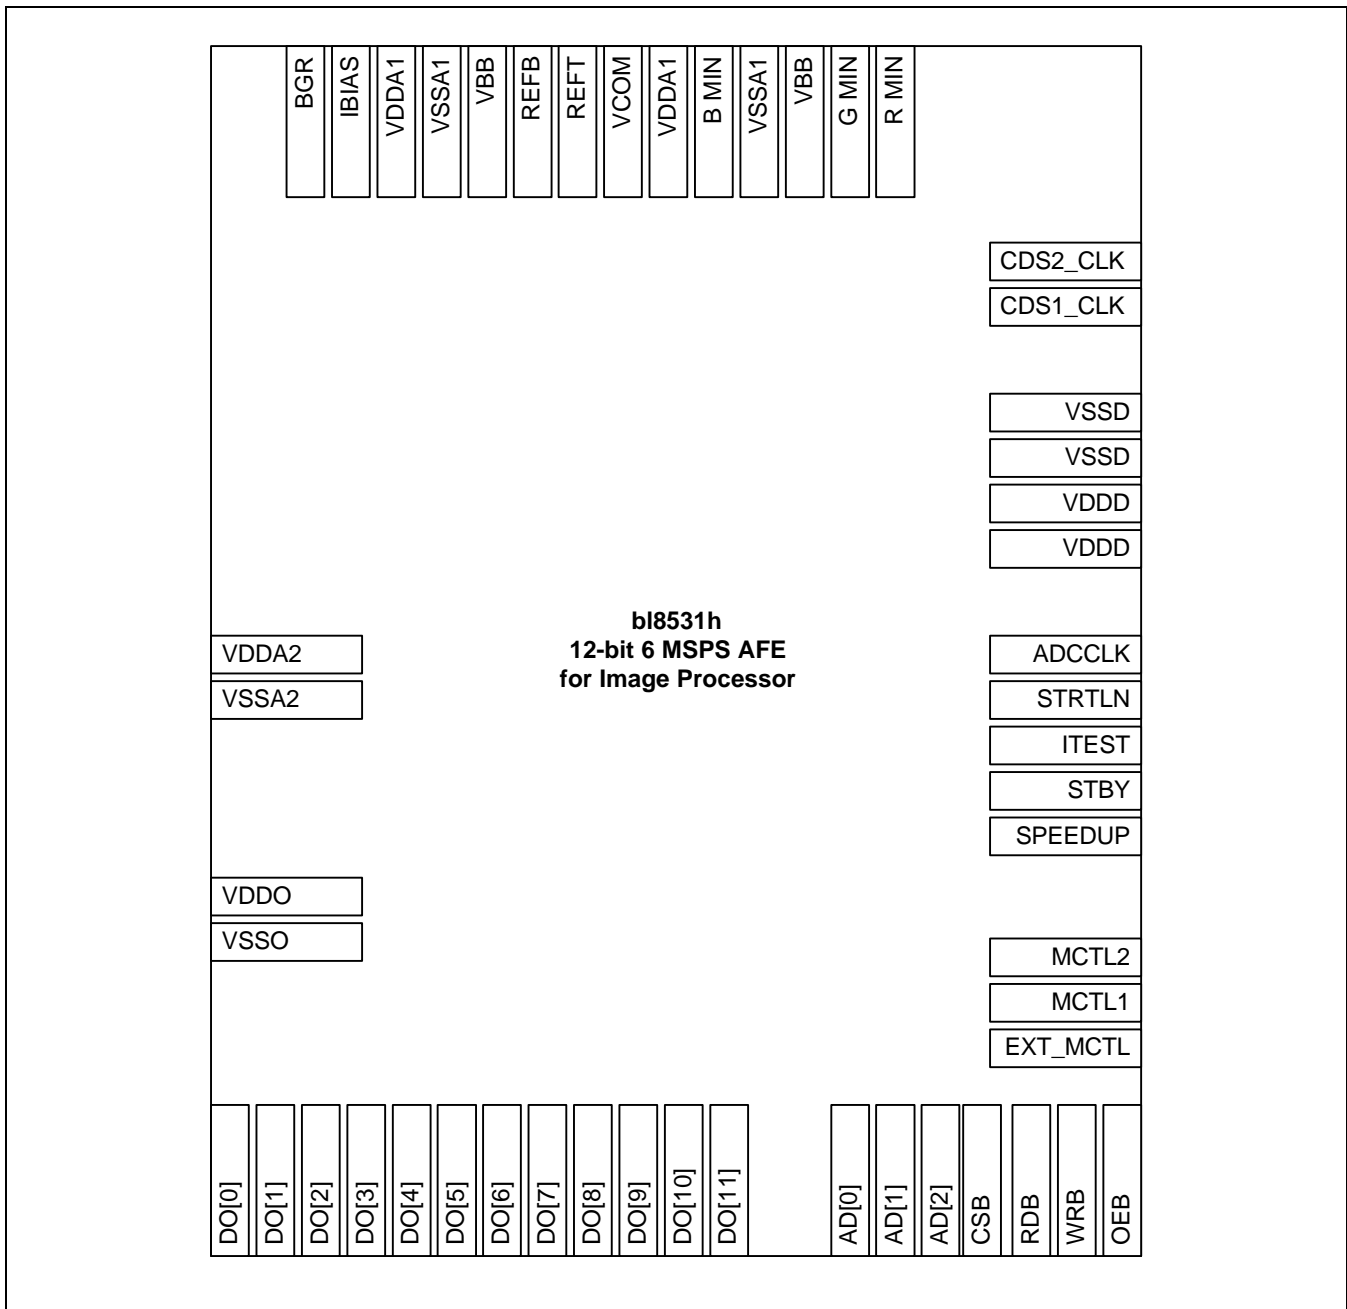 BGR
IBIAS
VDDA1
VSSA1
VBB
REFB
REFT
VCOM
VDDA1
B MIN
VSSA1
VBB
G MIN
R MIN
CDS2_CLK
CDS1_CLK
VSSD
VSSD
VDDD
VDDD
bl8531h
12-bit 6 MSPS AFE
for Image Processor
VDDA2
VSSA2
ADCCLK
STRTLN
ITEST
STBY
SPEEDUP
VDDO
VSSO
MCTL2
MCTL1
EXT_MCTL
DO[0]
DO[1]
DO[2]
DO[3]
DO[4]
DO[5]
DO[6]
DO[7]
DO[8]
DO[9]
DO[10]
DO[11]
AD[0]
AD[1]
AD[2]
CSB
RDB
WRB
OEB